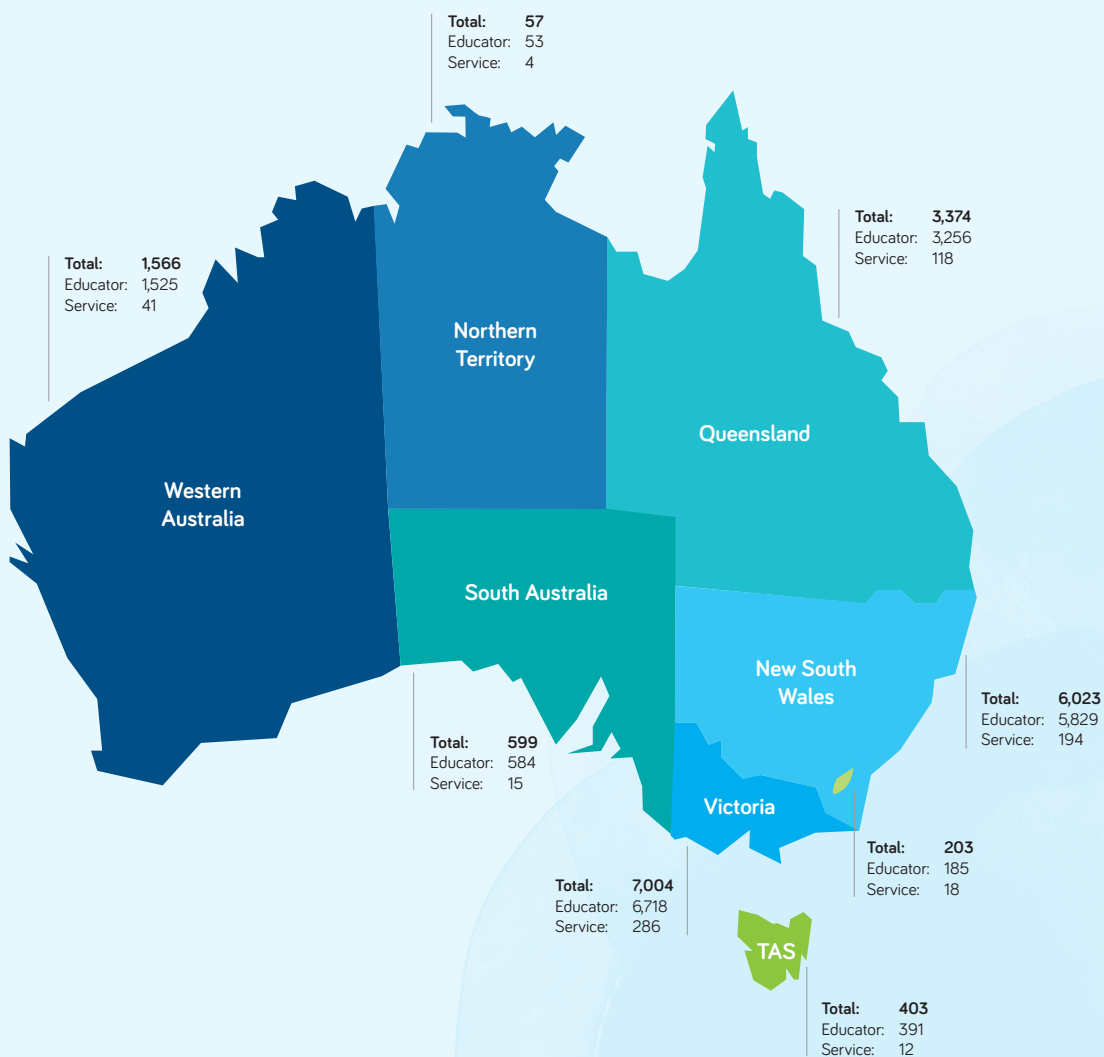 Total: 57
Educator: 53
Service: 4
Total: 3,374
Educator: 3,256
Service: 118
Total: 1,566
Educator: 1,525
Service: 41
Northern
Territory
Queensland
Western
Australia
South Australia
New South
Wales
Total: 6,023
Educator: 5,829
Service: 194
Total: 599
Educator: 584
Service: 15
Victoria
Total: 203
Educator: 185
Service: 18
Total: 7,004
Educator: 6,718
Service: 286
TAS
Total: 403
Educator: 391
Service: 12